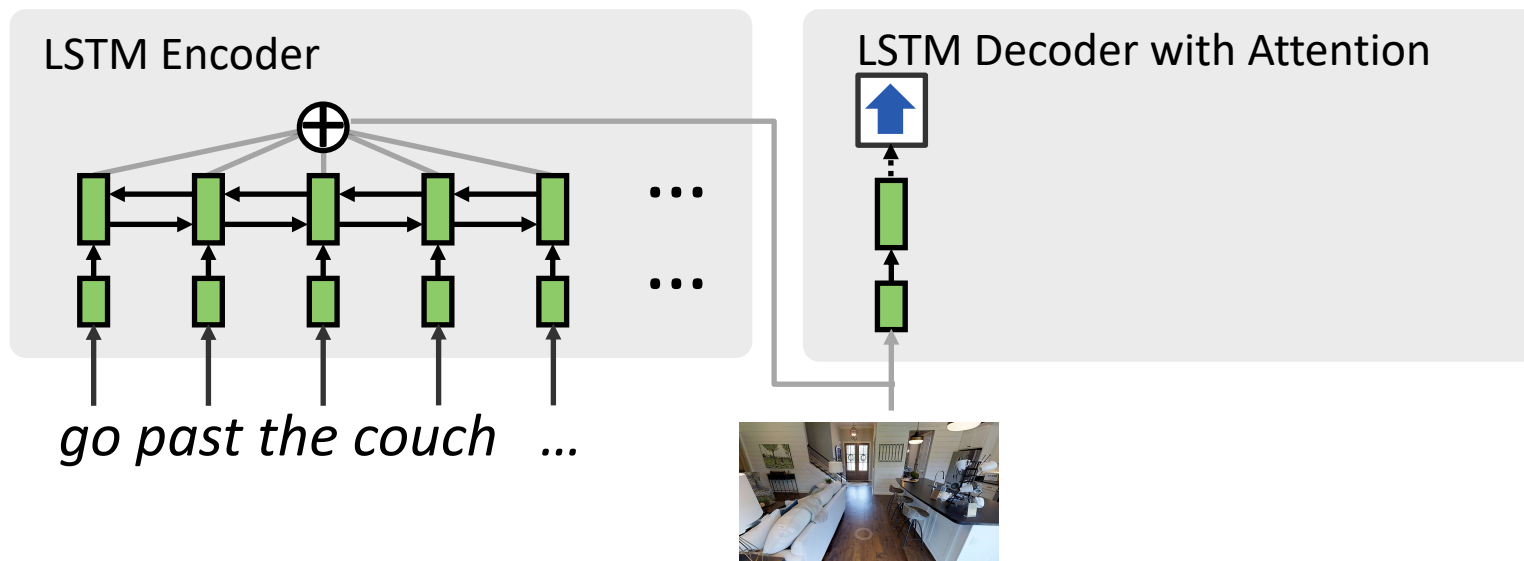 LSTM Encoder
LSTM Decoder with Attention
...
...
go past the couch ...